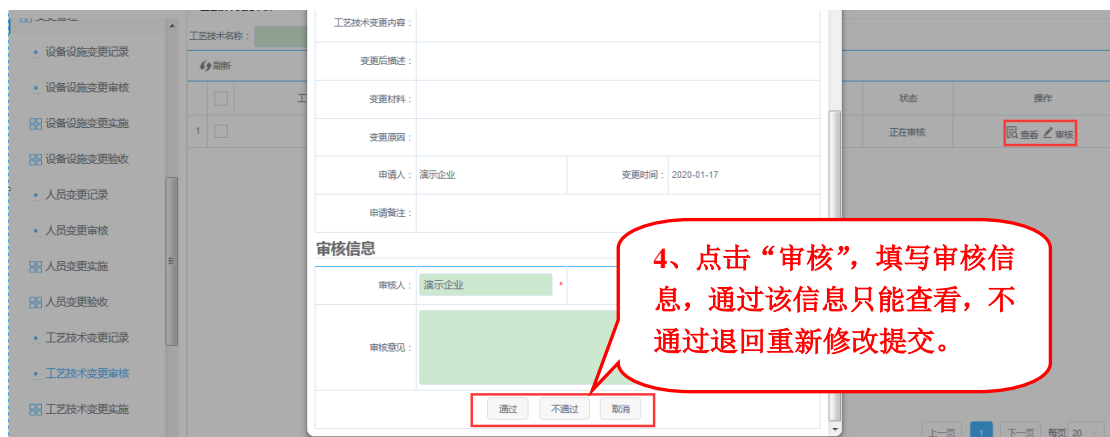 设备设施变更记录
设备设施变更审核
设备设施变更实施
设备设施变更验收
人员变更记录
人员变更审核
人员变更实施
人员变更验收
工艺技术变更记录
工艺技术变更审核
工艺技术变更实施
工艺技术名称：
刷新
工
状态
操作
1
正在审核
查看 审核
工艺技术变更内容：
变更后描述：
变更材料：
变更原因：
申请人： 演示企业
变更时间： 2020-01-17
申请备注：
审核信息
审核人： 演示企业 *
审核意见：
通过 不通过 取消
4、点击“审核”，填写审核信
息，通过该信息只能查看，不
通过退回重新修改提交。
上一页 1 下一页 每页 20